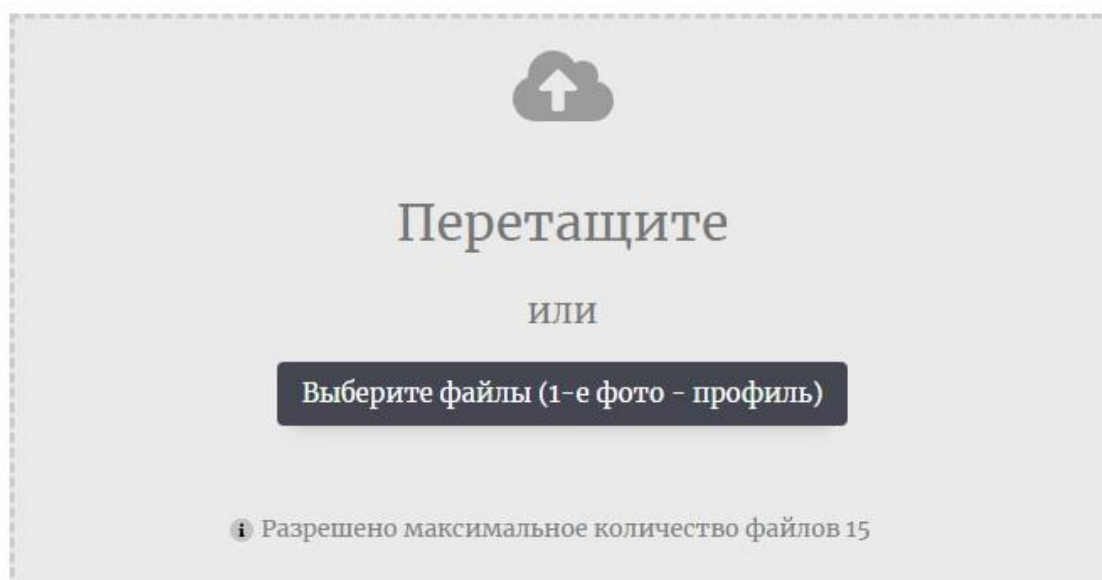 Перетащите
или
Выберите файлы (1-е фото - профиль)
Разрешено максимальное количество файлов 15